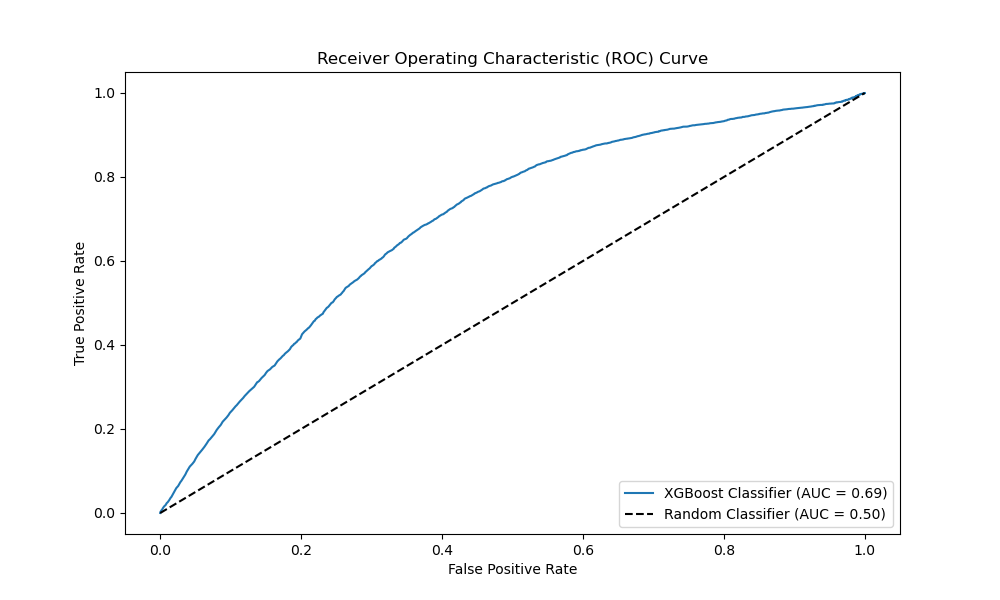 Receiver Operating Characteristic (ROC) Curve
True Positive Rate
1.0
0.8
0.6
0.4
0.2
0.0
XGBoost Classifier (AUC = 0.69)
Random Classifier (AUC = 0.50)
0.0 0.2 0.4 0.6 0.8 1.0
False Positive Rate